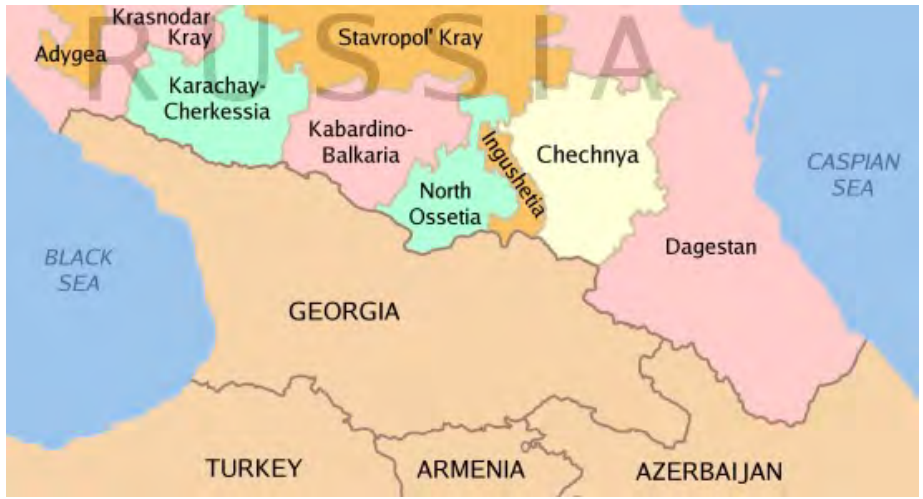 Krasnodar
Kray
Stavropol' Kray
Adygea
RUSSIA
Karachay-
Cherkessia
Kabardino-
Balkaria
Ingushetia
Chechnya
CASPIAN
SEA
North
Ossetia
Dagestan
BLACK
SEA
GEORGIA
TURKEY
ARMENIA
AZERBAIJAN